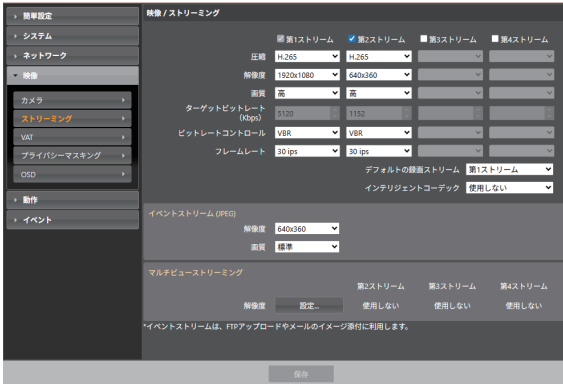 簡単設定
システム
ネットワーク
映像
カメラ
ストリーミング
VAT
プライバシーマスキング
OSD
動作
イベント
映像 / ストリーミング
第1ストリーム 第2ストリーム 第3ストリーム 第4ストリーム
圧縮 H.265 H.265
解像度 1920x1080 640x360
画質 高 高
ターゲットビットレート
(Kbps) 5120 1152
ビットレートコントロール VBR VBR
フレームレート 30 ips 30 ips
デフォルトの録画ストリーム 第1ストリーム
インテリジェントコーデック 使用しない
イベントストリーム (JPEG)
解像度 640x360
画質 標準
マルチビューストリーミング
第2ストリーム 第3ストリーム 第4ストリーム
解像度 設定... 使用しない 使用しない 使用しない
*イベントストリームは、FTPアップロードやメールのイメージ添付に利用します。
保存